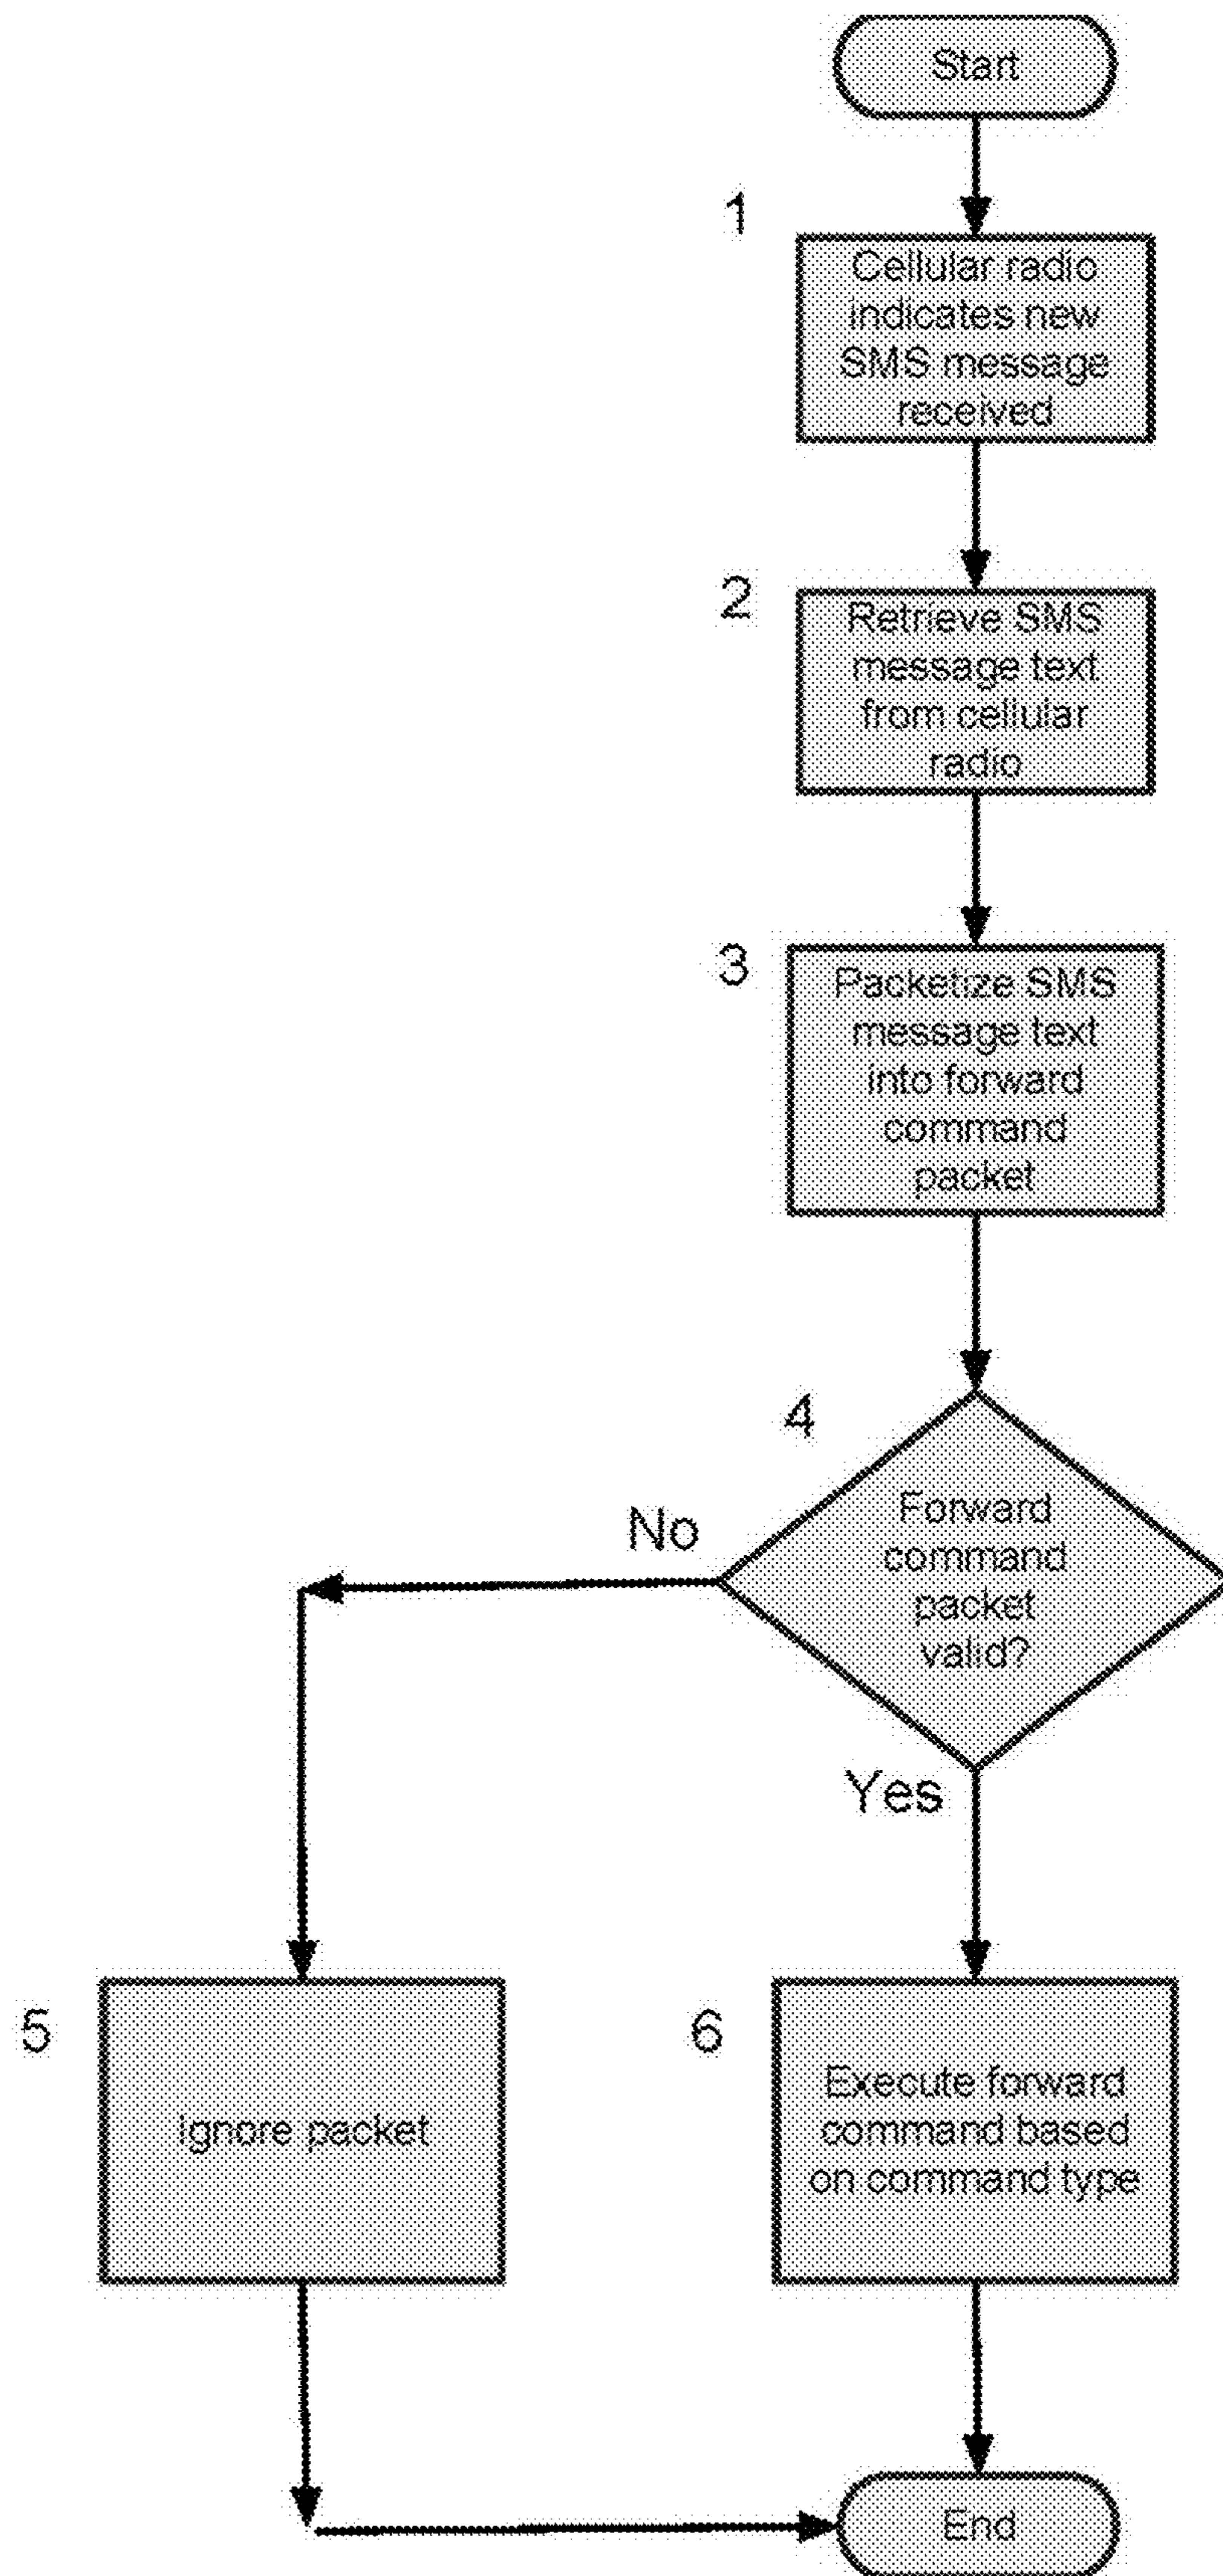 Start
1
Cellular radio
indicates new
SMS message
received
2
Retrieve SMS
message text
from cellular
radio
3
Packetize SMS
message text
into forward
command
packet
4
Forward
command
packet
valid?
No
Yes
5
Ignore packet
6
Execute forward
command based
on command type
End